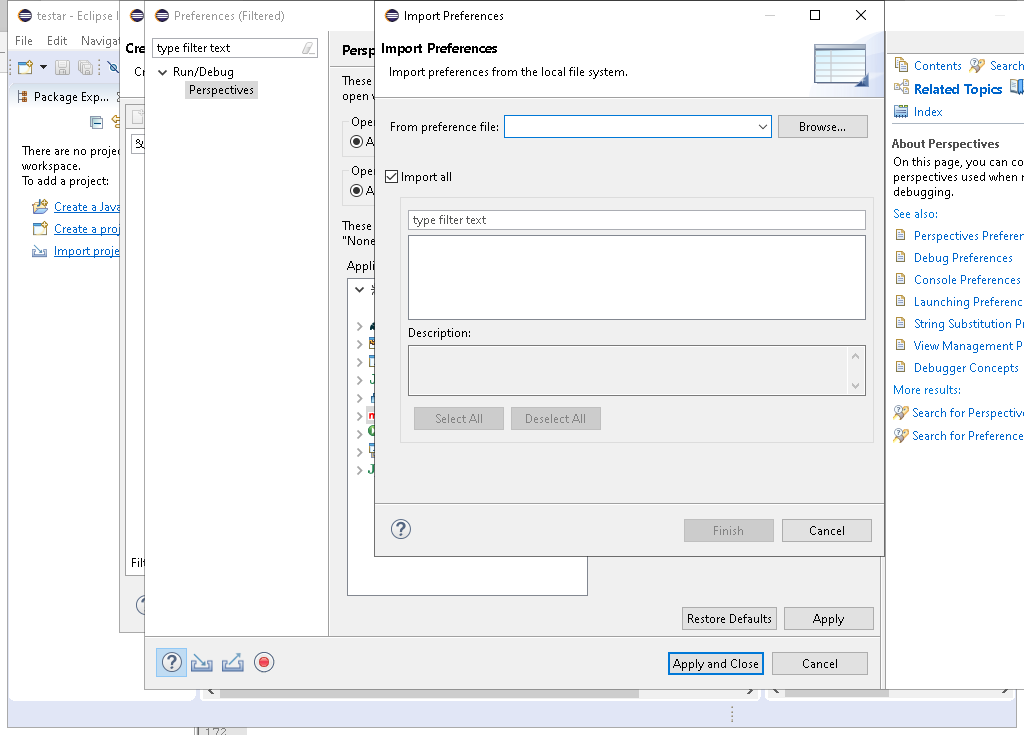 testar - Eclipse I
File Edit Navigat
Package Exp...
There are no projec
workspace.
To add a project:
Create a Java
Create a proj
Import proje
Cre
Cr
Filt
Preferences (Filtered)
type filter text
Run/Debug
Perspectives
Persp
These
open v
Oper
A
Oper
A
These
"None
Appli
Restore Defaults
Apply
Apply and Close
Cancel
Import Preferences
Import Preferences
Import preferences from the local file system.
From preference file:
Browse...
Import all
type filter text
Description:
Select All
Deselect All
Finish
Cancel
Contents Search
Related Topics
Index
About Perspectives
On this page, you can co
perspectives used when r
debugging.
See also:
Perspectives Preferen
Debug Preferences
Console Preferences
Launching Preferenc
String Substitution Pr
View Management P
Debugger Concepts
More results:
Search for Perspective
Search for Preference
172